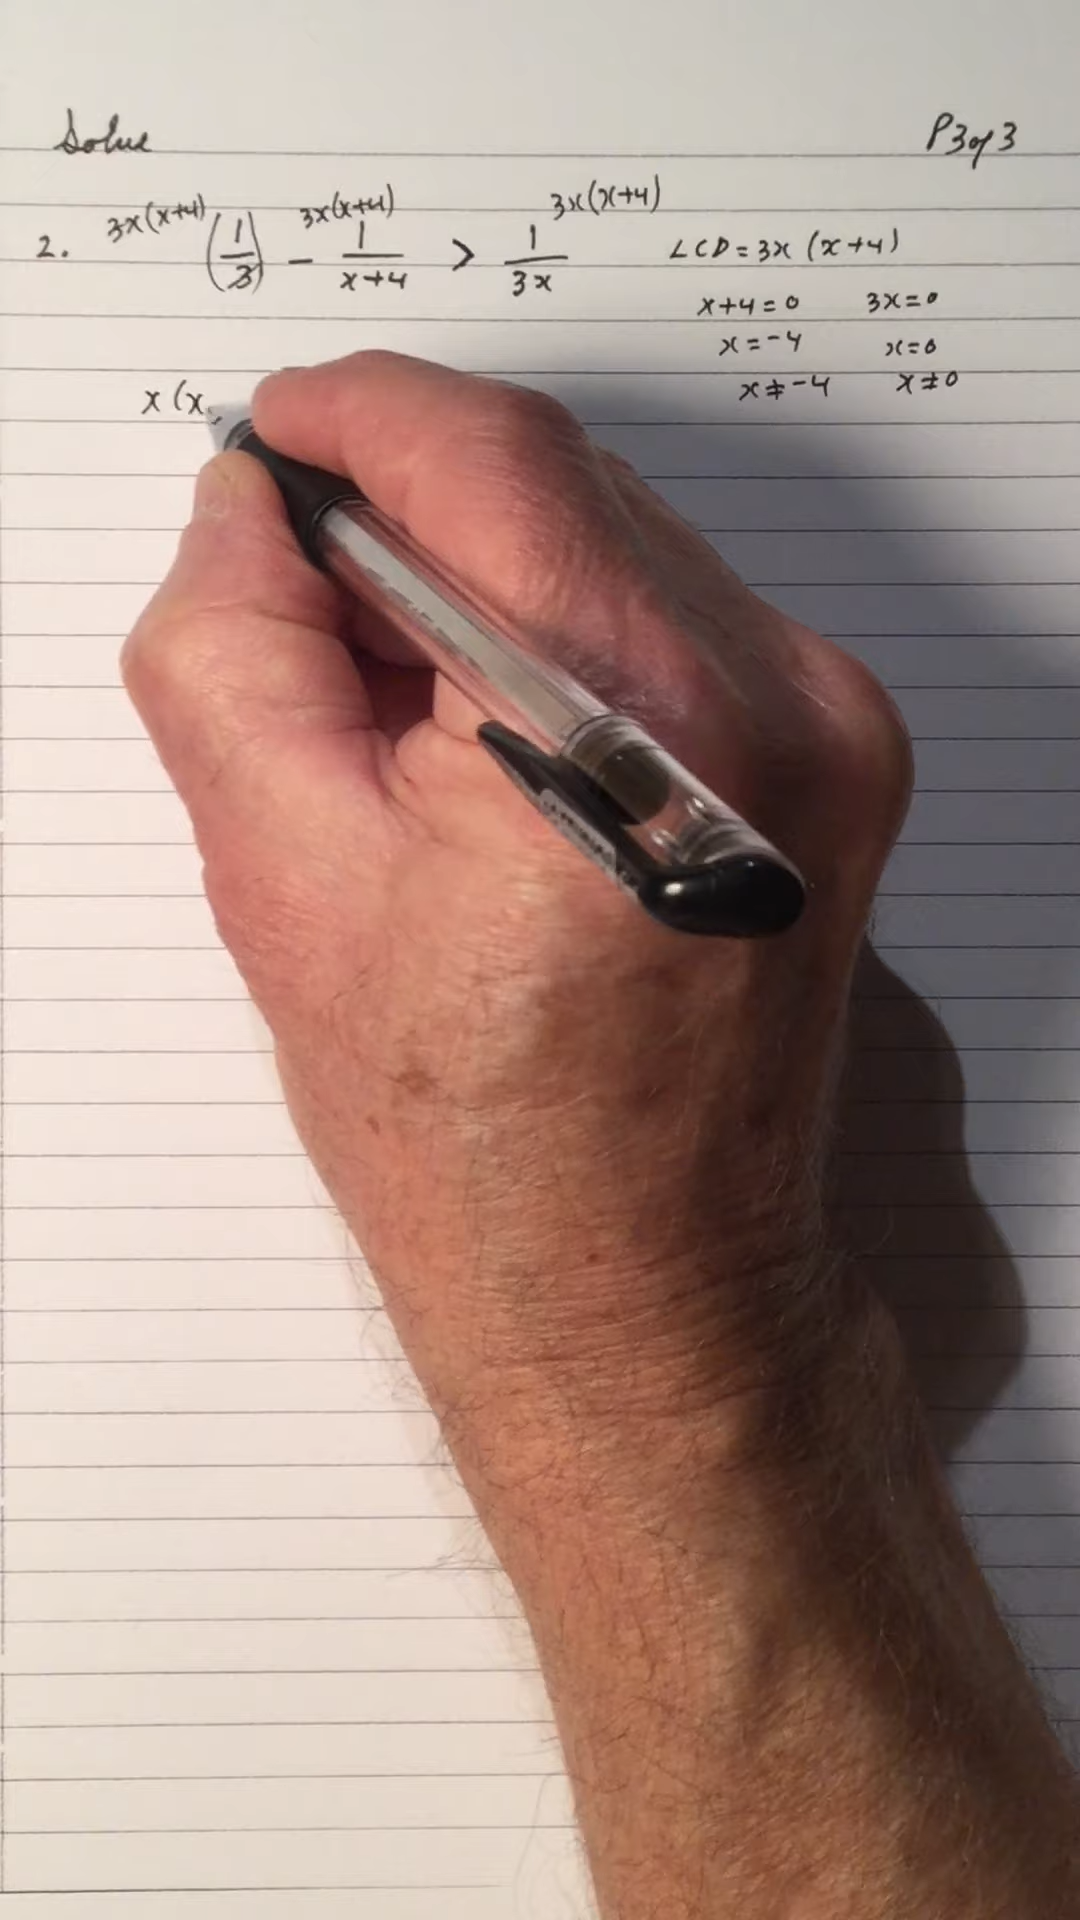 Solve P3of3
3x(x+4) 3x(x+4) 3x(x+4)
2. (1/3) - 1/x+4 > 1/3x LCD = 3x (x+4)
x+4=0 3x=0
x=-4 x=0
x≠-4 x≠0
x (x